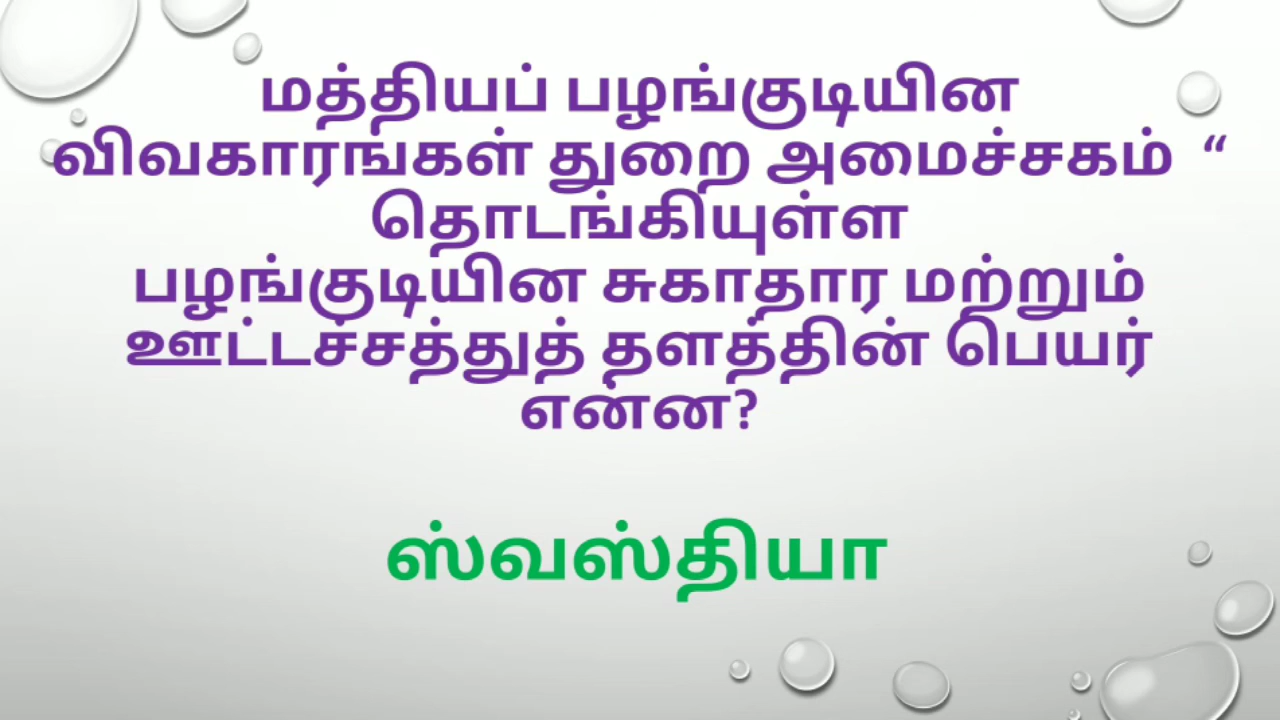 மத்தியப் பழங்குடியின
விவகாரங்கள் துறை அமைச்சகம் “
தொடங்கியுள்ள
பழங்குடியின சுகாதார மற்றும்
ஊட்டச்சத்துத் தளத்தின் பெயர்
என்ன?
ஸ்வஸ்தியா